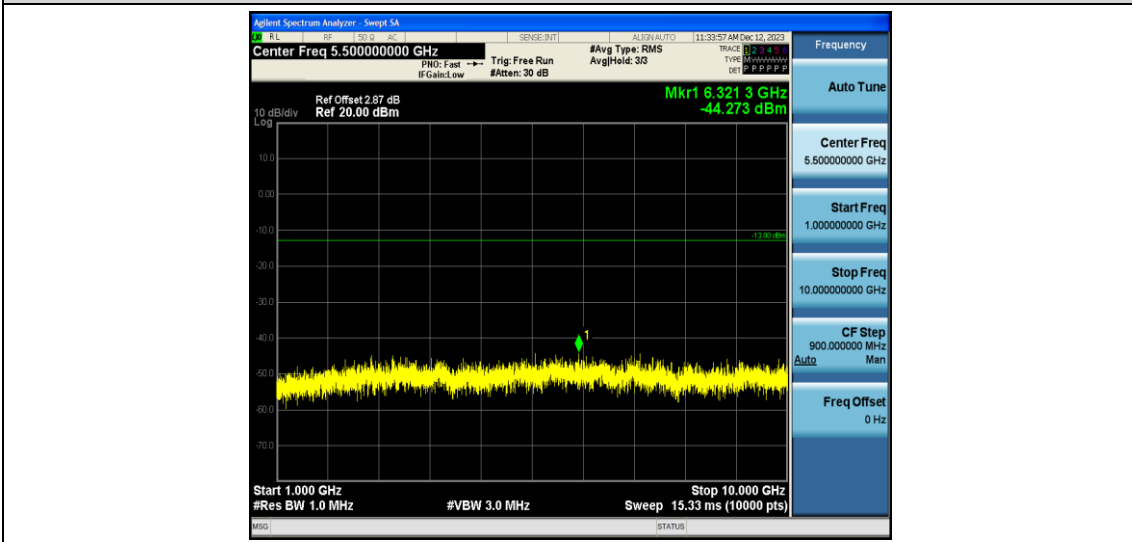 Agilent Spectrum Analyzer - Swept SA
RL RF 50 Ω AC SENSE:INT ALIGNAUTO 11:33:57 AM Dec 12, 2023
Center Freq 5.500000000 GHz
PNO: Fast
IFGain:Low
Trig: Free Run
#Atten: 30 dB
#Avg Type: RMS
Avg|Hold: 3/3
TRACE 1 2 3 4 5 6
TYPE M
DET P P P P P P
Mkr1 6.321 3 GHz
-44.273 dBm
Ref Offset 2.87 dB
10 dB/div Ref 20.00 dBm
Log
10.0
0.00
-10.0
-13.00 dBm
-20.0
-30.0
-40.0
1
-50.0
-60.0
-70.0
Start 1.000 GHz Stop 10.000 GHz
#Res BW 1.0 MHz #VBW 3.0 MHz Sweep 15.33 ms (10000 pts)
MSG STATUS
Frequency
Auto Tune
Center Freq
5.500000000 GHz
Start Freq
1.000000000 GHz
Stop Freq
10.000000000 GHz
CF Step
900.000000 MHz
Auto Man
Freq Offset
0 Hz